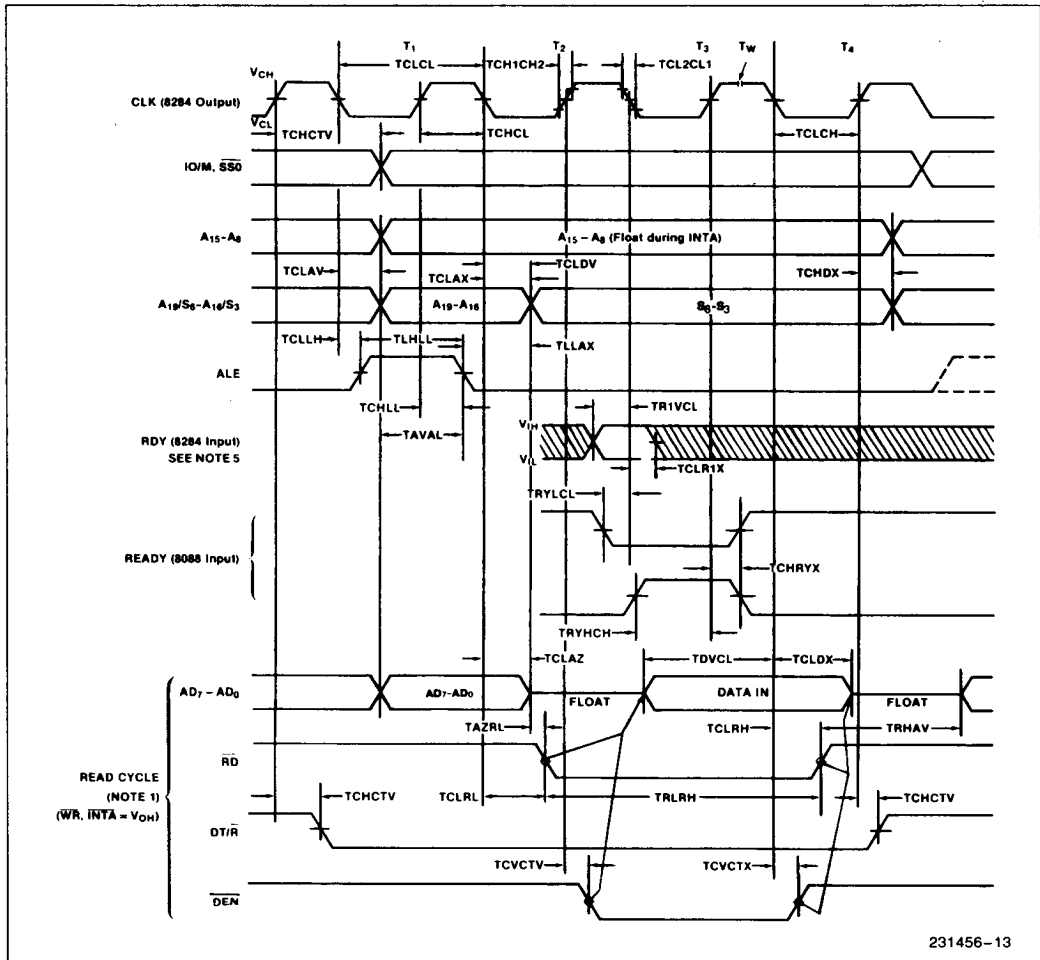 T1 T2 T3 TW T4
TCLCL TCH1CH2 TCL2CL1
VCH
CLK (8284 Output)
VCL
TCHCTV TCHCL TCLCH
IO/M, SS0
A15-A8 A15 – A8 (Float during INTA)
TCLDV
TCLAV TCLAX TCHDX
A19/S6-A16/S3 A19-A16 S6-S3
TCLLH TLHLL TLLAX
ALE
TCHLL TR1VCL
TAVAL VIH
RDY (8284 Input)
SEE NOTE 5
VIL TCLR1X
TRYLCL
READY (8088 Input)
TCHRYX
TRYHCH
TCLAZ TDVCL TCLDX
AD7 – AD0 AD7-AD0 FLOAT DATA IN FLOAT
TAZRL TCLRH TRHAV
RD
READ CYCLE
(NOTE 1)
(WR, INTA = VOH)
TCLRL TRLRH TCHCTV
TCHCTV
DT/R
TCVCTV TCVCTX
DEN
231456–13